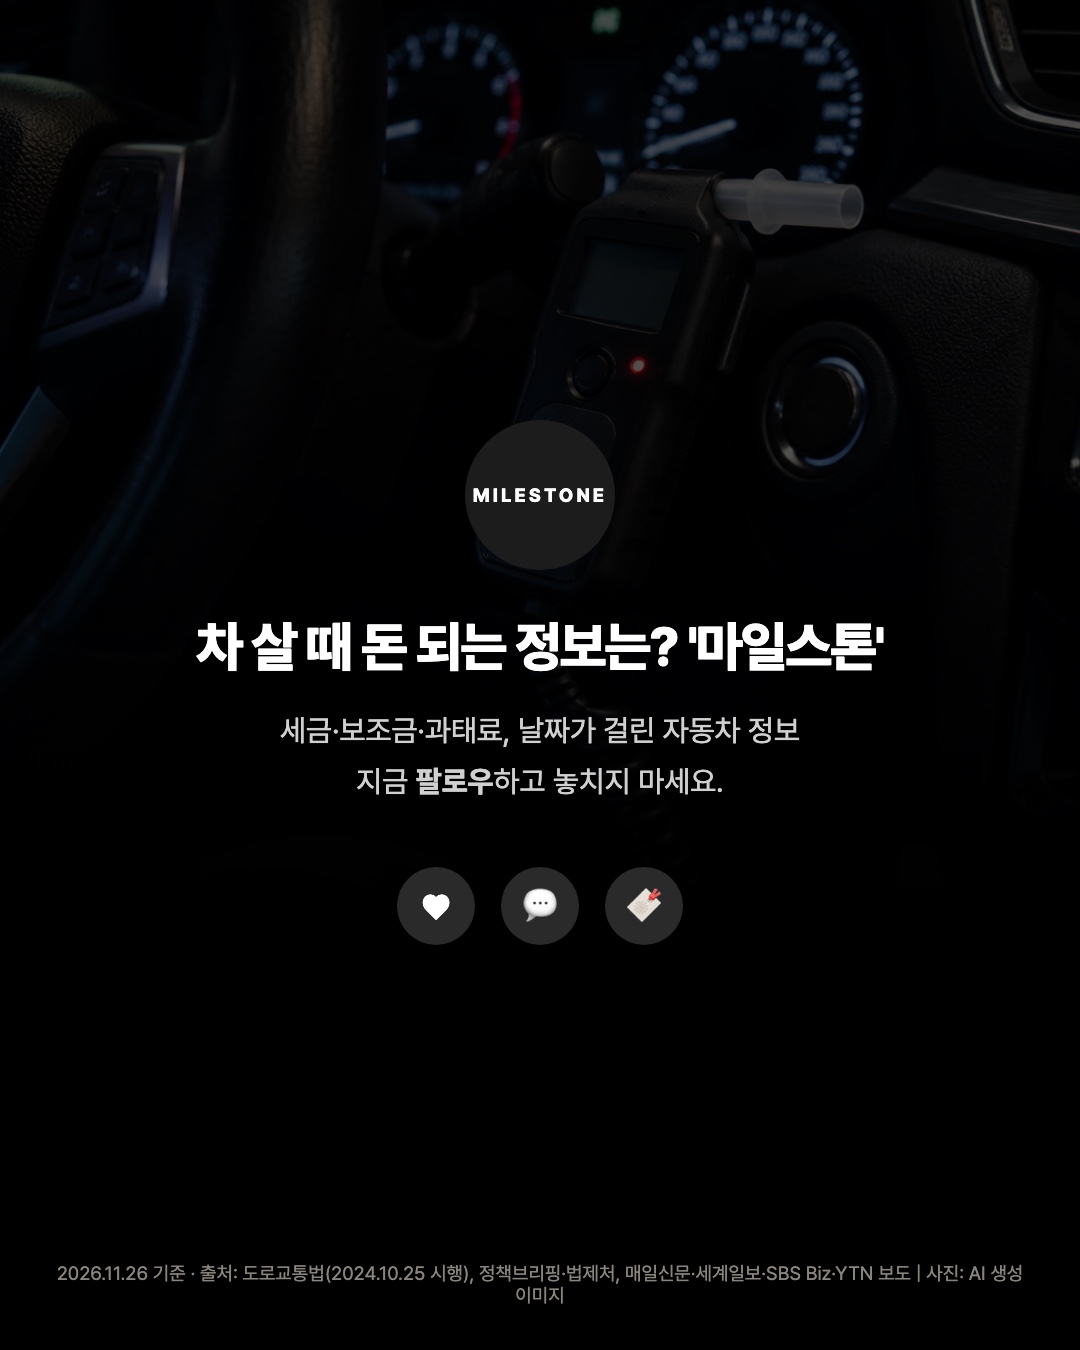 MILESTONE
차 살 때 돈 되는 정보는? '마일스톤'
세금·보조금·과태료, 날짜가 걸린 자동차 정보
지금 팔로우하고 놓치지 마세요.
2026.11.26 기준 · 출처: 도로교통법(2024.10.25 시행), 정책브리핑·법제처, 매일신문·세계일보·SBS Biz·YTN 보도 | 사진: AI 생성
이미지